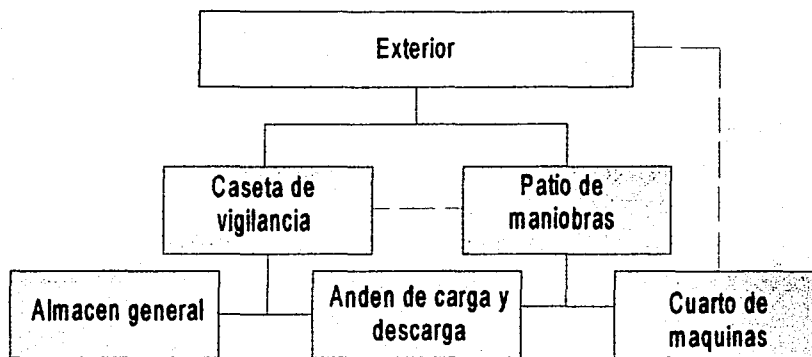 Exterior
Caseta de
vigilancia
Patio de
maniobras
Almacen general
Anden de carga y
descarga
Cuarto de
maquinas